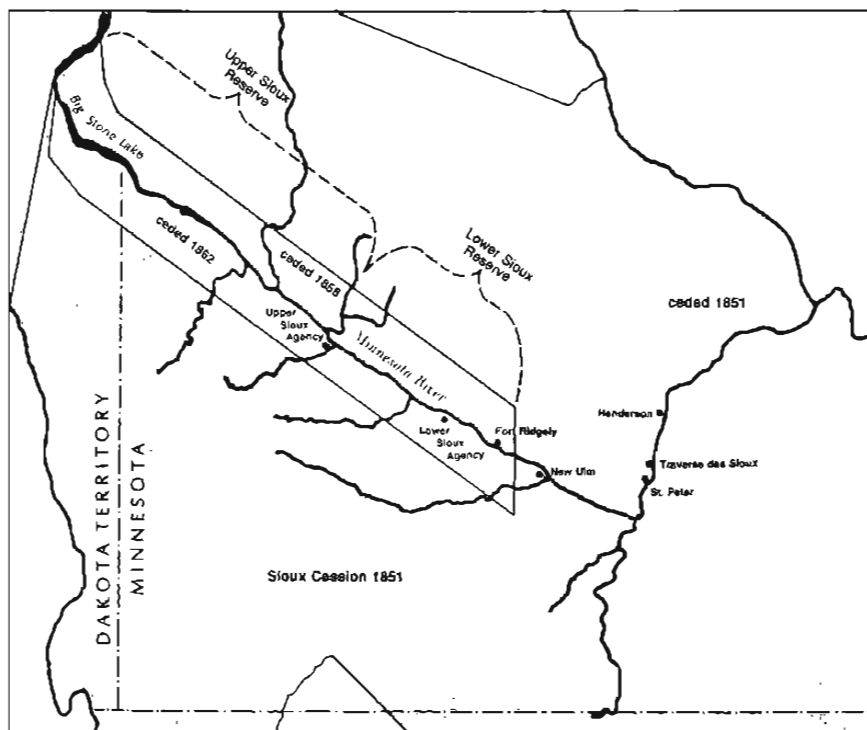 Upper Sioux
Reserve
Big Stone Lake
ceded 1862
ceded 1858
Lower Sioux
Reserve
ceded 1851
Upper
Sioux
Agency
Minnesota River
Henderson
Lower
Sioux
Agency
Fort Ridgely
New Ulm
Traverse des Sioux
St. Peter
DAKOTA TERRITORY
MINNESOTA
Sioux Cession 1851